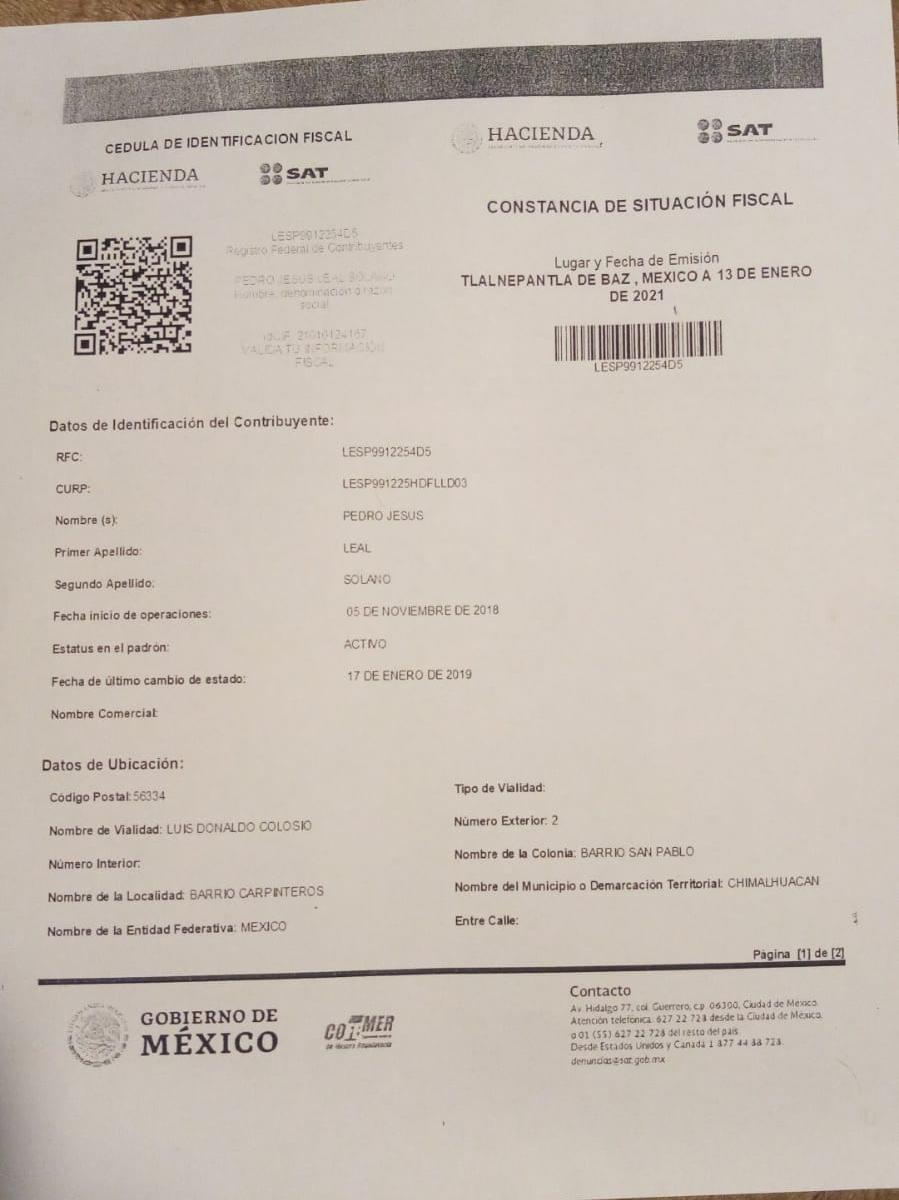 CEDULA DE IDENTIFICACION FISCAL
HACIENDA
SAT
HACIENDA
SAT
LESP9912254D5
Registro Federal de Contribuyentes
PEDRO JESUS LEAL SOLANO
Nombre, denominación o razón
social
idCIF: 21010124167
VALIDA TU INFORMACIÓN
FISCAL
CONSTANCIA DE SITUACIÓN FISCAL
Lugar y Fecha de Emisión
TLALNEPANTLA DE BAZ , MEXICO A 13 DE ENERO
DE 2021
LESP9912254D5
Datos de Identificación del Contribuyente:
RFC: LESP9912254D5
CURP: LESP991225HDFLLD03
Nombre (s): PEDRO JESUS
Primer Apellido: LEAL
Segundo Apellido: SOLANO
Fecha inicio de operaciones: 05 DE NOVIEMBRE DE 2018
Estatus en el padrón: ACTIVO
Fecha de último cambio de estado: 17 DE ENERO DE 2019
Nombre Comercial:
Datos de Ubicación:
Código Postal:56334 Tipo de Vialidad:
Nombre de Vialidad: LUIS DONALDO COLOSIO Número Exterior: 2
Número Interior: Nombre de la Colonia: BARRIO SAN PABLO
Nombre de la Localidad: BARRIO CARPINTEROS Nombre del Municipio o Demarcación Territorial: CHIMALHUACAN
Nombre de la Entidad Federativa: MEXICO Entre Calle:
Página [1] de [2]
GOBIERNO DE
MÉXICO
Contacto
Av. Hidalgo 77, col. Guerrero, c.p. 06300, Ciudad de México.
Atención telefónica: 627 22 728 desde la Ciudad de México,
o 01 (55) 627 22 728 del resto del país.
Desde Estados Unidos y Canadá 1 877 44 88 728.
denuncias@sat.gob.mx